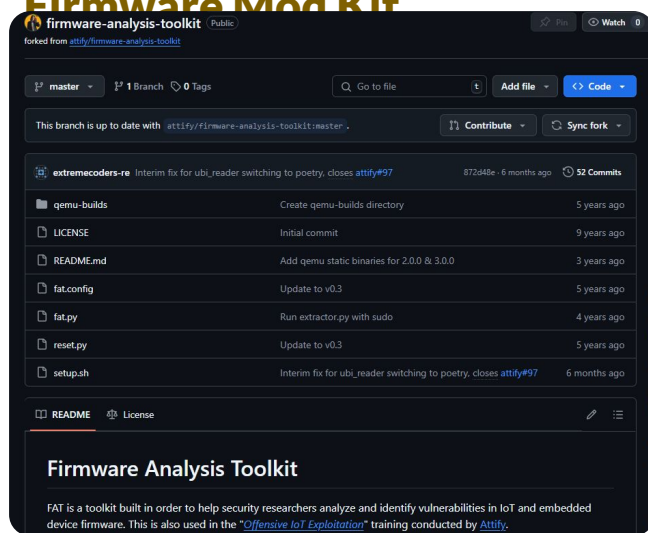 Firmware Mod Kit
firmware-analysis-toolkit Public
Pin
Watch 0
forked from attify/firmware-analysis-toolkit
master
1 Branch
0 Tags
Go to file
t
Add file
<> Code
This branch is up to date with attify/firmware-analysis-toolkit:master .
Contribute
Sync fork
extremecoders-re Interim fix for ubi_reader switching to poetry, closes attify#97
872d48e · 6 months ago
52 Commits
qemu-builds Create qemu-builds directory 5 years ago
LICENSE Initial commit 9 years ago
README.md Add qemu static binaries for 2.0.0 & 3.0.0 3 years ago
fat.config Update to v0.3 5 years ago
fat.py Run extractor.py with sudo 4 years ago
reset.py Update to v0.3 5 years ago
setup.sh Interim fix for ubi_reader switching to poetry, closes attify#97 6 months ago
README
License
Firmware Analysis Toolkit
FAT is a toolkit built in order to help security researchers analyze and identify vulnerabilities in IoT and embedded
device firmware. This is also used in the "Offensive IoT Exploitation" training conducted by Attify.